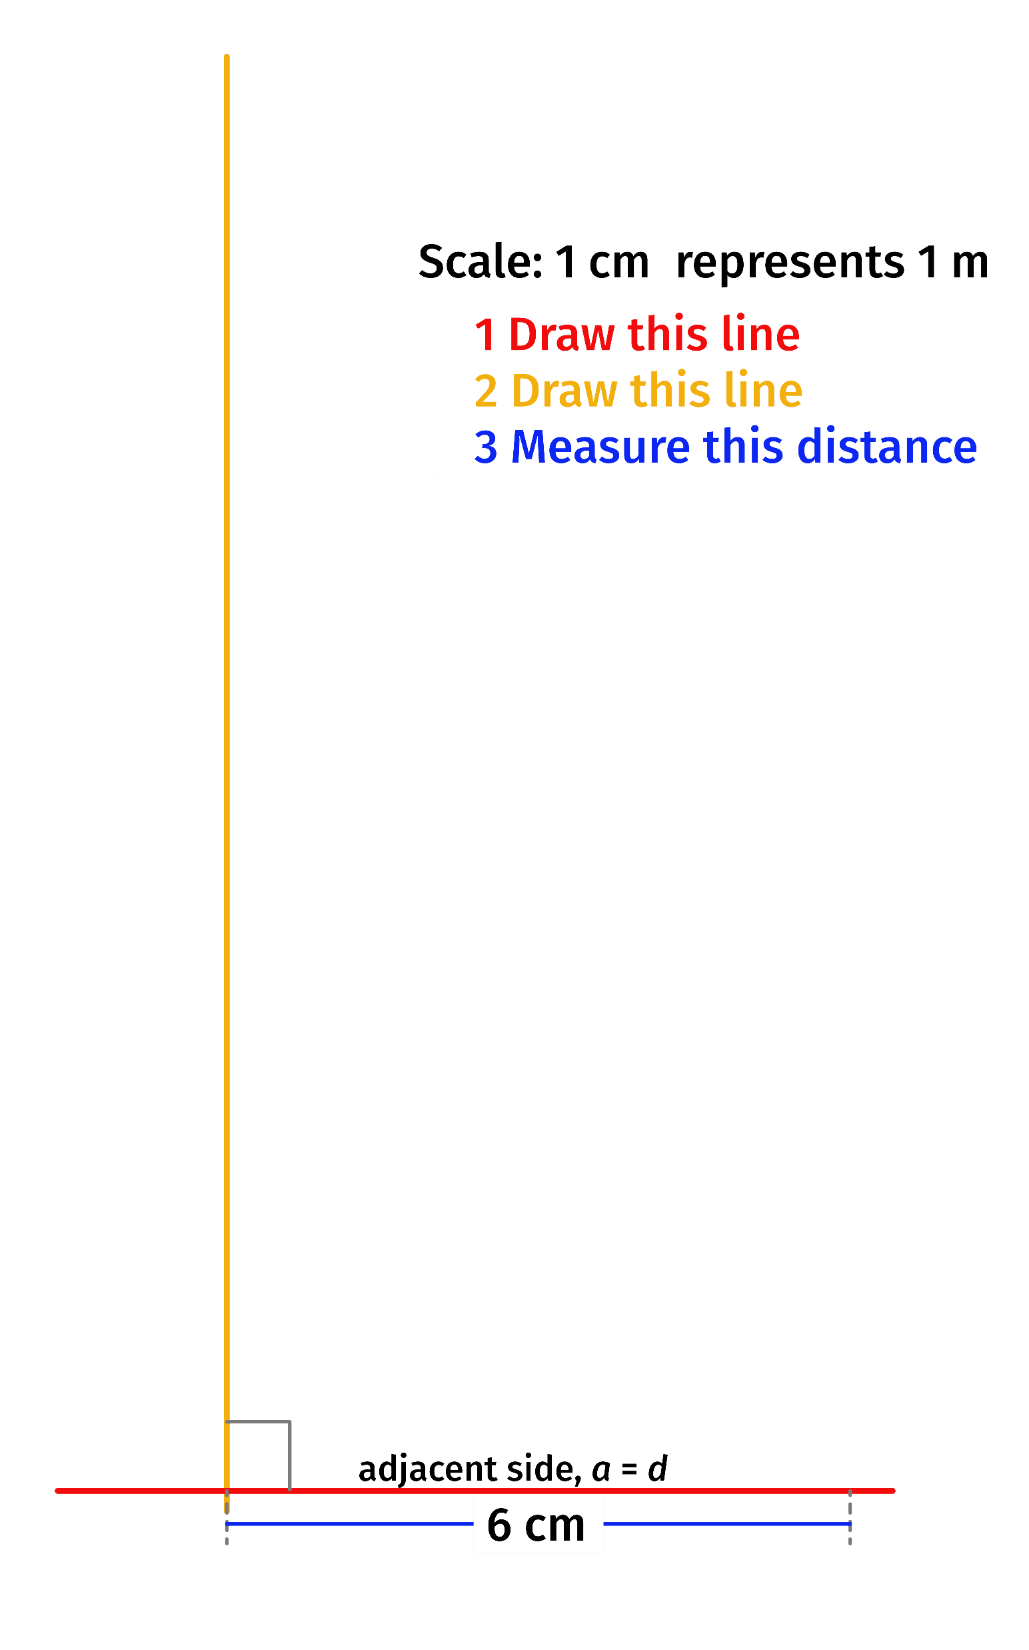 Scale: 1 cm represents 1 m
1 Draw this line
2 Draw this line
3 Measure this distance
adjacent side, a = d
6 cm